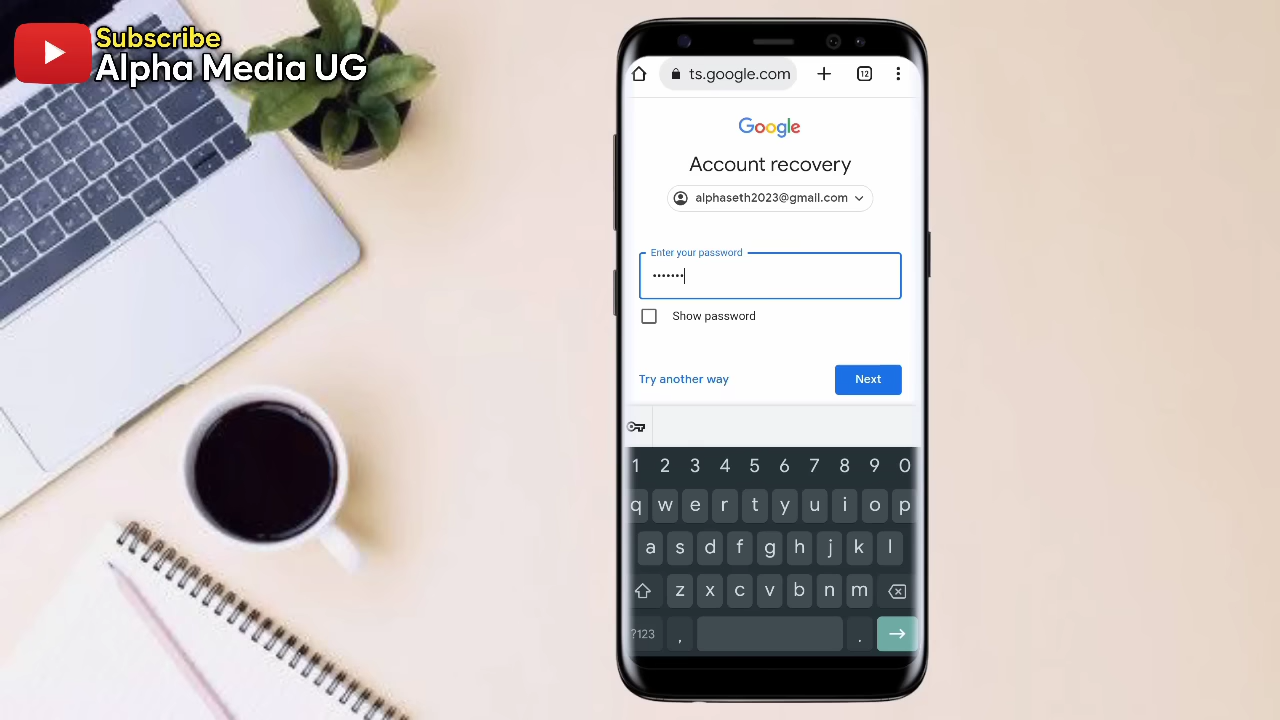 Subscribe
Alpha Media UG
ts.google.com
12
Google
Account recovery
alphaseth2023@gmail.com
Enter your password
•••••••
Show password
Try another way
Next
1 2 3 4 5 6 7 8 9 0
q w e r t y u i o p
a s d f g h j k l
z x c v b n m
?123 , .